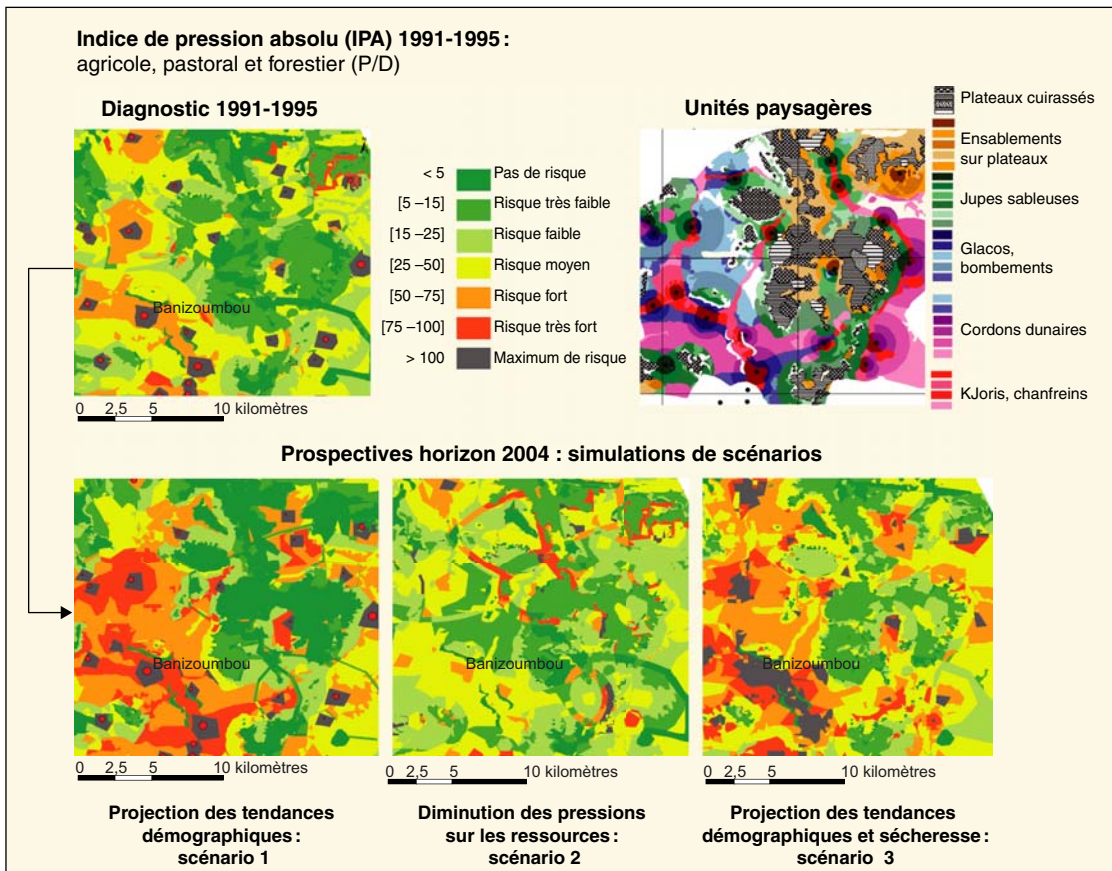 Indice de pression absolu (IPA) 1991-1995 :
agricole, pastoral et forestier (P/D)
Diagnostic 1991-1995
Banizoumbou
0 2,5 5 10 kilomètres
< 5 Pas de risque
[5 –15] Risque très faible
[15 –25] Risque faible
[25 –50] Risque moyen
[50 –75] Risque fort
[75 –100] Risque très fort
> 100 Maximum de risque
Unités paysagères
Plateaux cuirassés
Ensablements
sur plateaux
Jupes sableuses
Glacos,
bombements
Cordons dunaires
KJoris, chanfreins
Prospectives horizon 2004 : simulations de scénarios
Banizoumbou
0 2,5 5 10 kilomètres
Projection des tendances
démographiques :
scénario 1
Banizoumbou
0 2,5 5 10 kilomètres
Diminution des pressions
sur les ressources :
scénario 2
Banizoumbou
0 2,5 5 10 kilomètres
Projection des tendances
démographiques et sécheresse :
scénario 3